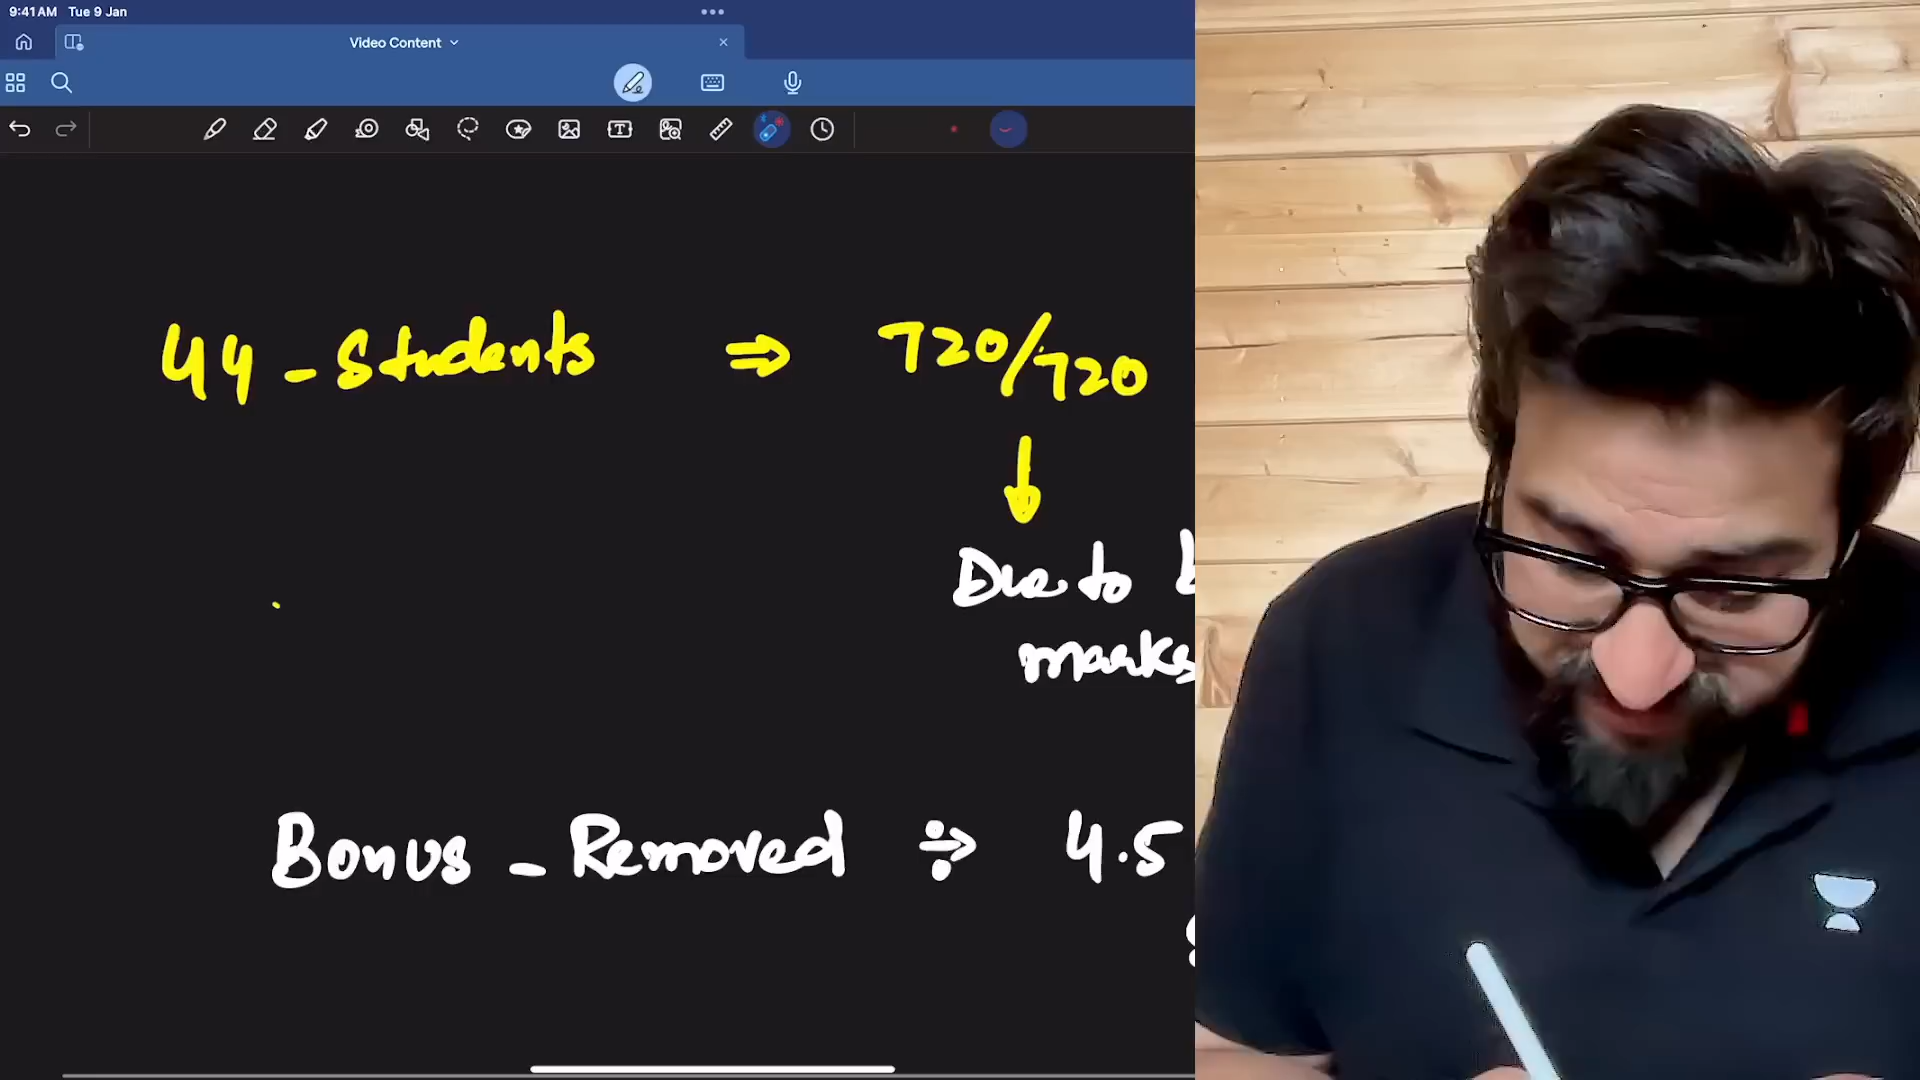 9:41 AM Tue 9 Jan
Video Content
44 - Students ⇒ 720/720
↓
Due to
marks
Bonus - Removed ÷> 4.5